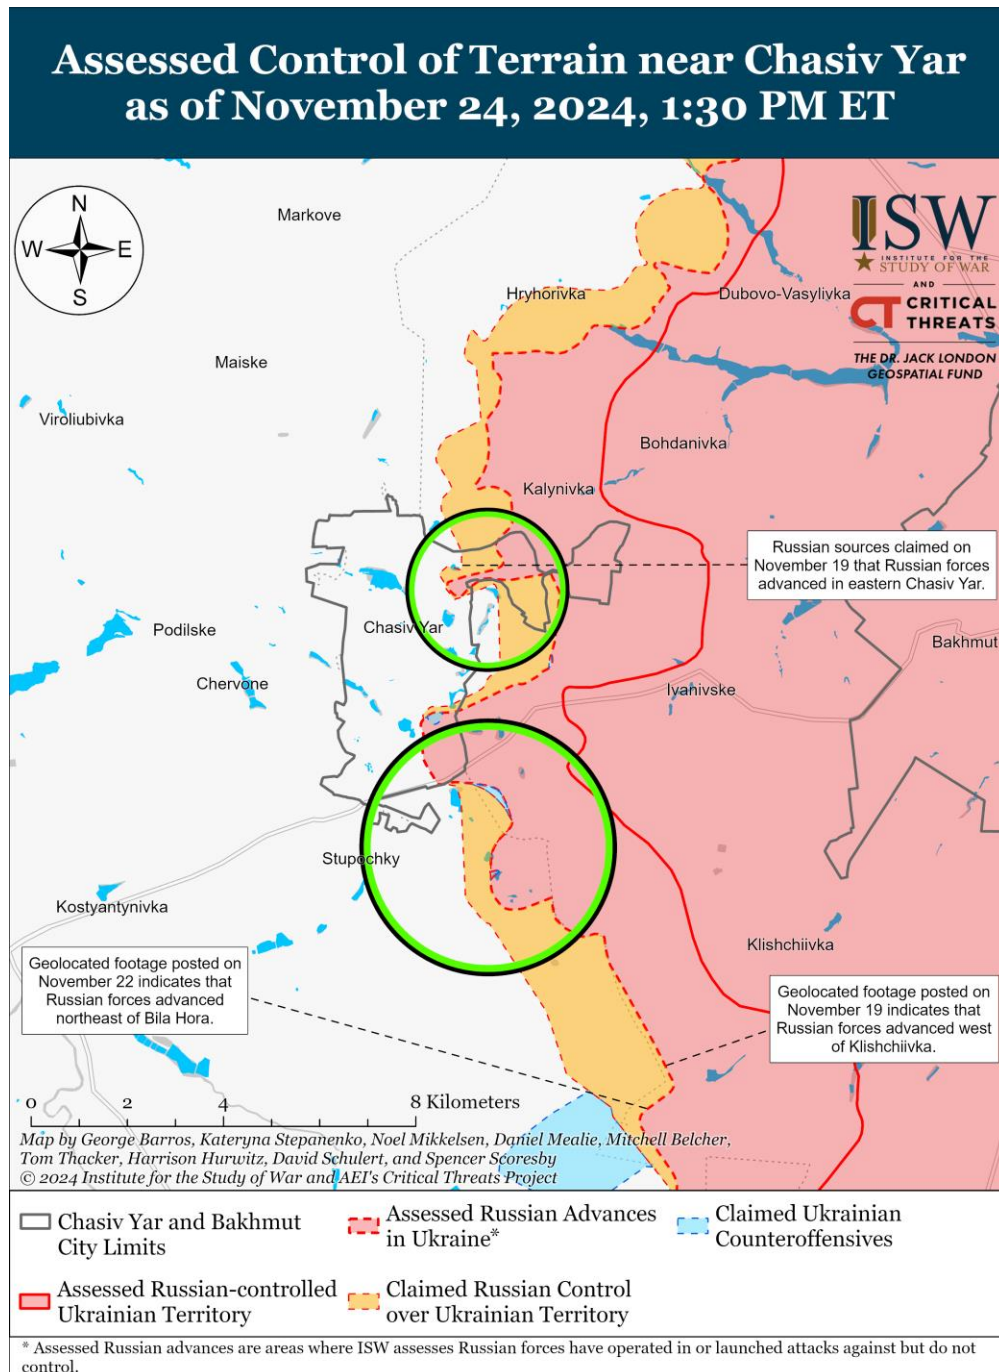 Assessed Control of Terrain near Chasiv Yar
as of November 24, 2024, 1:30 PM ET
N
W
E
S
Markove
ISW
INSTITUTE FOR THE
STUDY OF WAR
AND
CT CRITICAL
THREATS
THE DR. JACK LONDON
GEOSPATIAL FUND
Hryhorivka
Dubovo-Vasylivka
Maiske
Viroliubivka
Bohdanivka
Kalynivka
Russian sources claimed on
November 19 that Russian forces
advanced in eastern Chasiv Yar.
Podilske
Chasiv Yar
Bakhmut
Chervone
Ivanivske
Stupochky
Kostyantynivka
Klishchiivka
Geolocated footage posted on
November 22 indicates that
Russian forces advanced
northeast of Bila Hora.
Geolocated footage posted on
November 19 indicates that
Russian forces advanced west
of Klishchiivka.
0 2 4 8 Kilometers
Map by George Barros, Kateryna Stepanenko, Noel Mikkelsen, Daniel Mealie, Mitchell Belcher,
Tom Thacker, Harrison Hurwitz, David Schulert, and Spencer Scoresby
© 2024 Institute for the Study of War and AEI's Critical Threats Project
Chasiv Yar and Bakhmut
City Limits
Assessed Russian Advances
in Ukraine*
Claimed Ukrainian
Counteroffensives
Assessed Russian-controlled
Ukrainian Territory
Claimed Russian Control
over Ukrainian Territory
* Assessed Russian advances are areas where ISW assesses Russian forces have operated in or launched attacks against but do not
control.